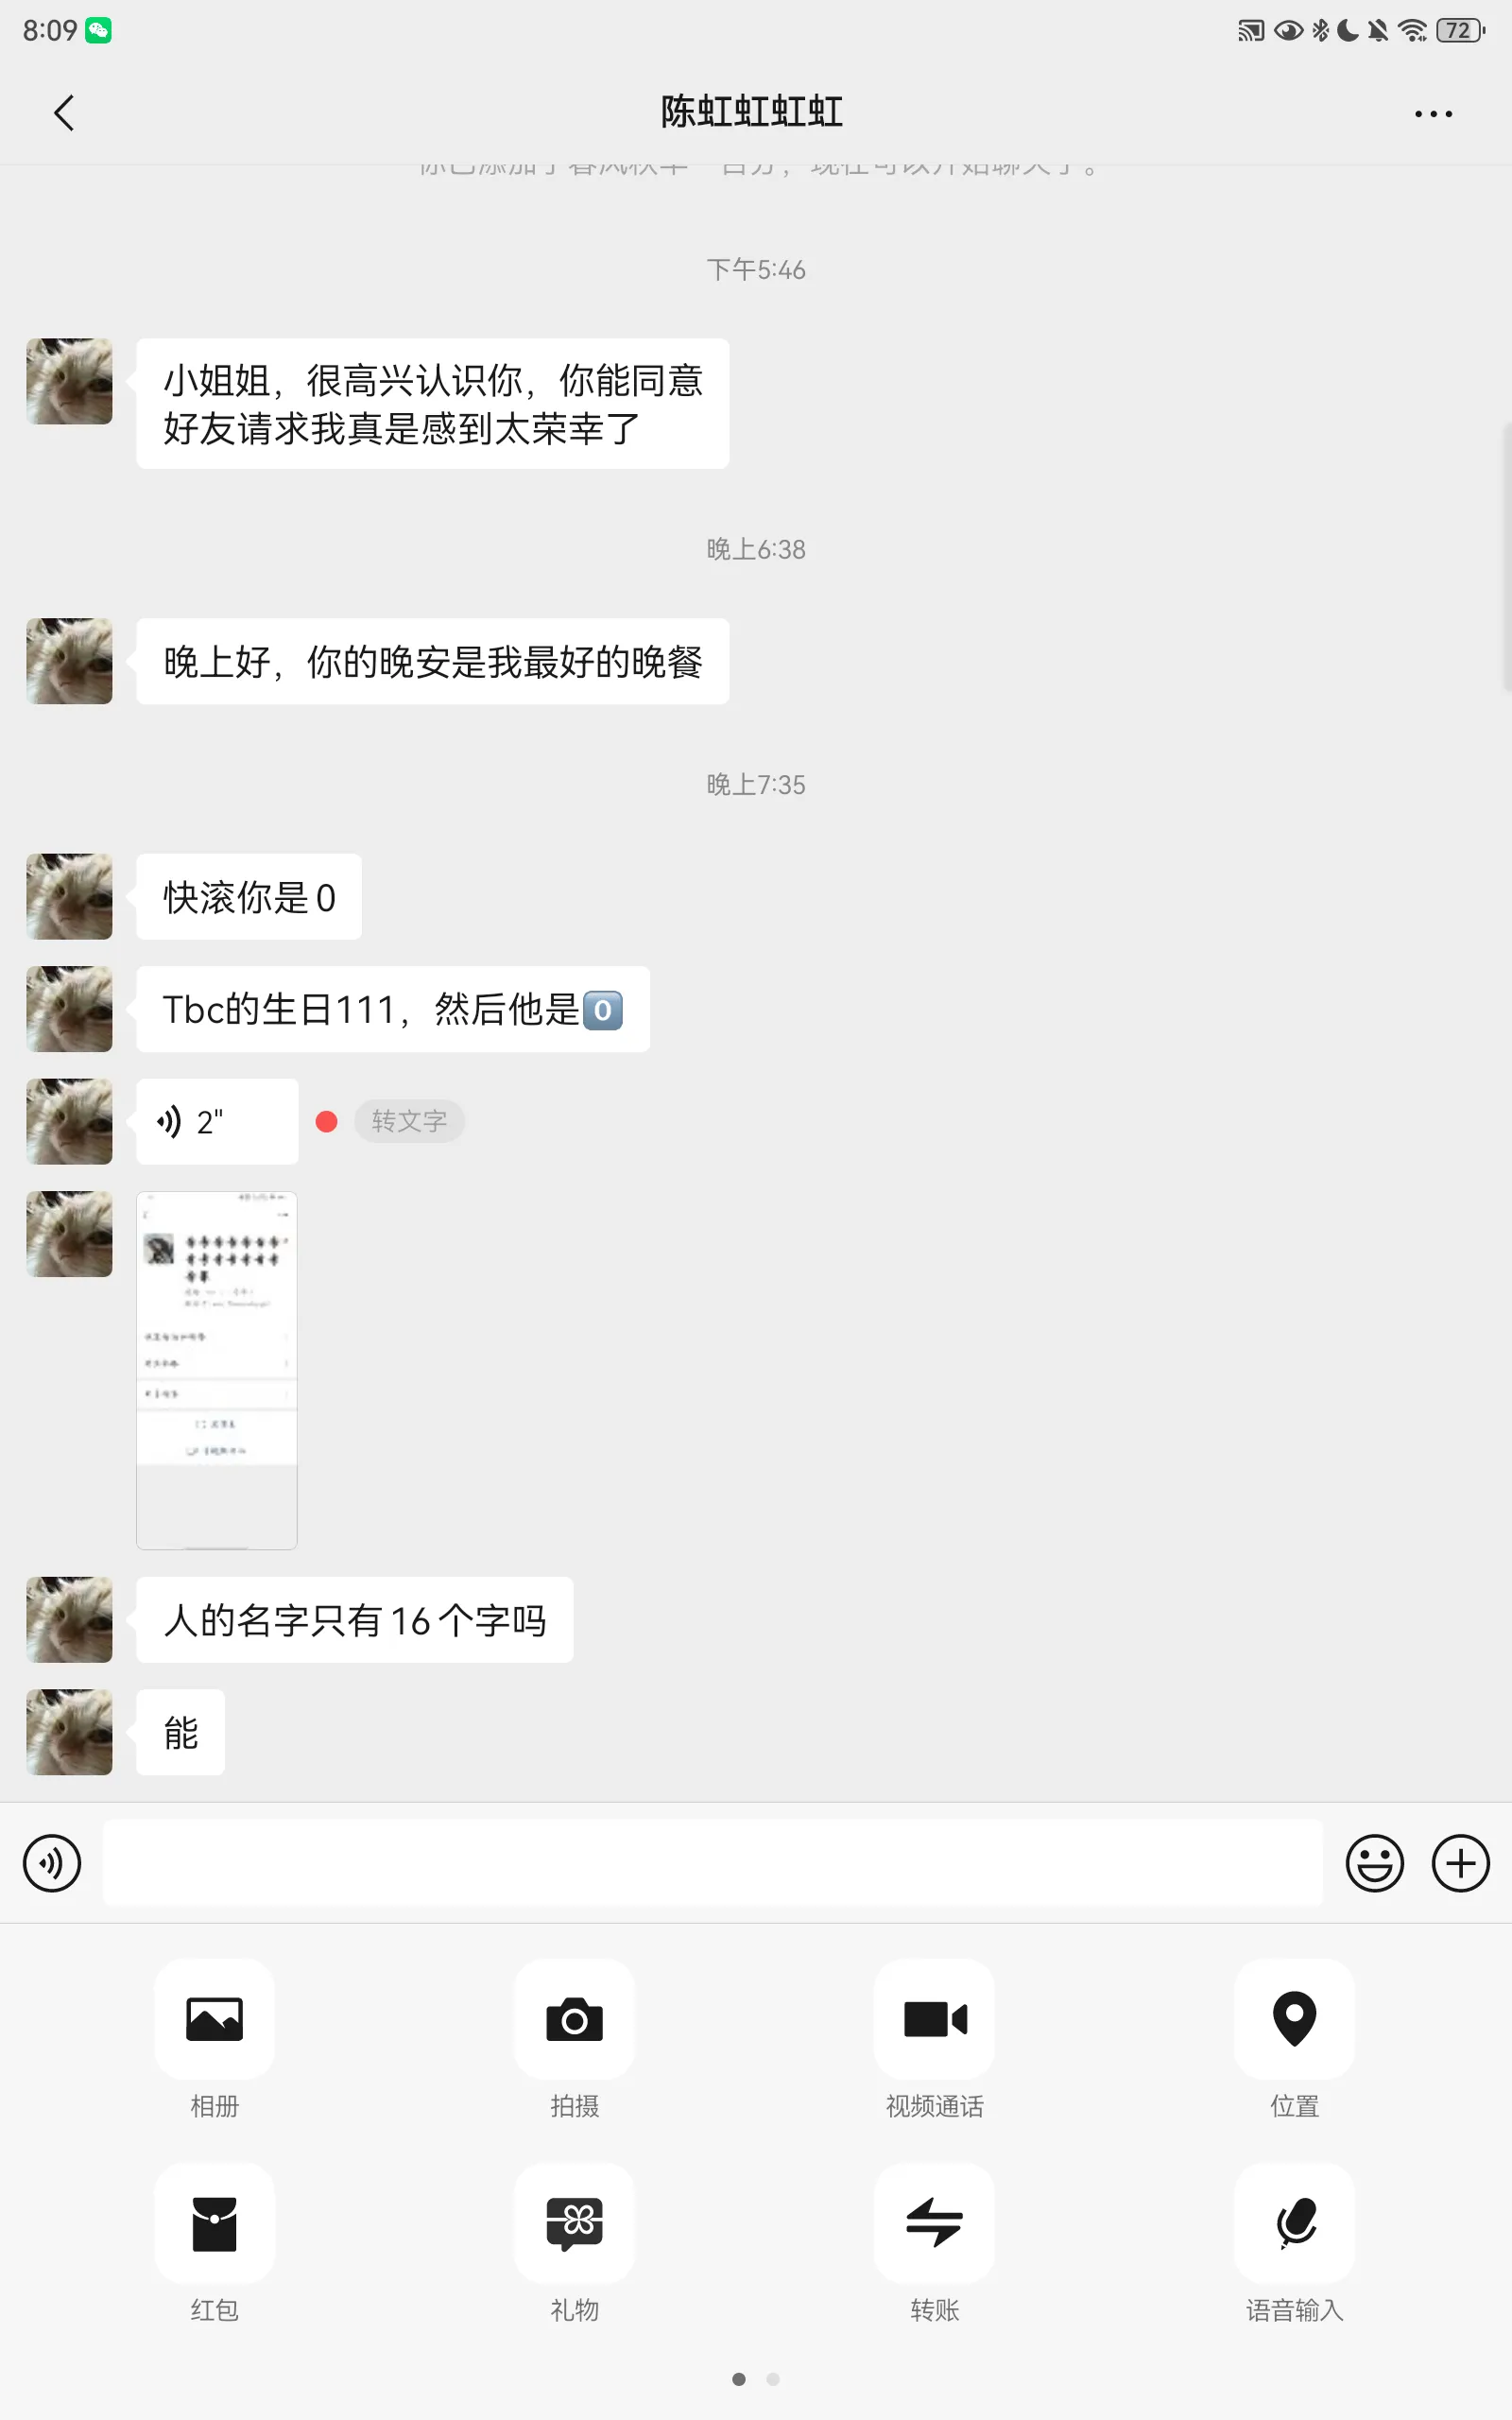 8:09
72
陈虹虹虹虹
下午5:46
小姐姐，很高兴认识你，你能同意
好友请求我真是感到太荣幸了
晚上6:38
晚上好，你的晚安是我最好的晚餐
晚上7:35
快滚你是0
Tbc的生日111，然后他是0️⃣
2"
转文字
人的名字只有16个字吗
能
相册
拍摄
视频通话
位置
红包
礼物
转账
语音输入